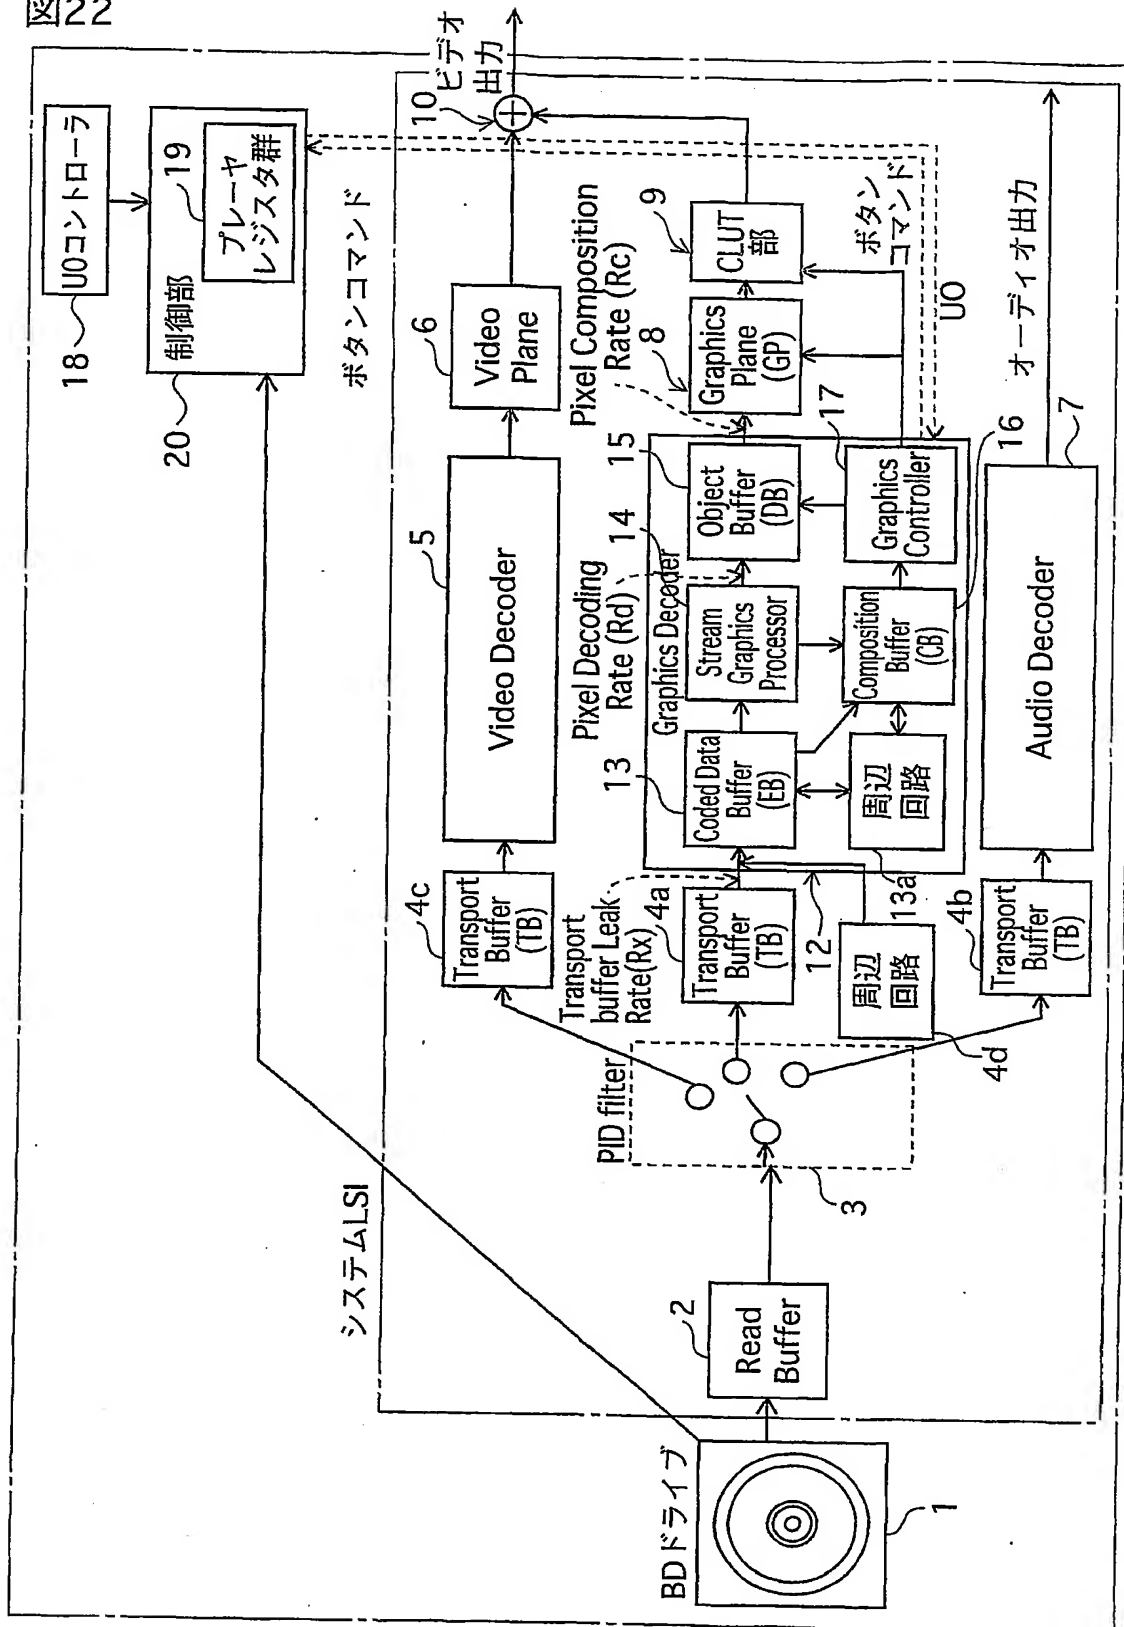 図22
BDドライブ
1
システムLSI
2
Read
Buffer
PID filter
3
4c
Transport
Buffer
(TB)
Transport
buffer Leak
Rate(Rx)
4a
Transport
Buffer
(TB)
12
周辺
回路
4d
4b
Transport
Buffer
(TB)
5
Video Decoder
6
Video
Plane
Pixel Decoding
Rate (Rd)
Graphics Decoder
13
Coded Data
Buffer
(EB)
周辺
回路
13a
14
Stream
Graphics
Processor
15
Object
Buffer
(DB)
Composition
Buffer
(CB)
16
17
Graphics
Controller
Pixel Composition
Rate (Rc)
8
Graphics
Plane
(GP)
9
CLUT
部
10
ビデオ
出力
ボタン
コマンド
UO
Audio Decoder
7
オーディオ出力
18
UOコントローラ
20
制御部
19
プレーヤ
レジスタ群
ボタンコマンド